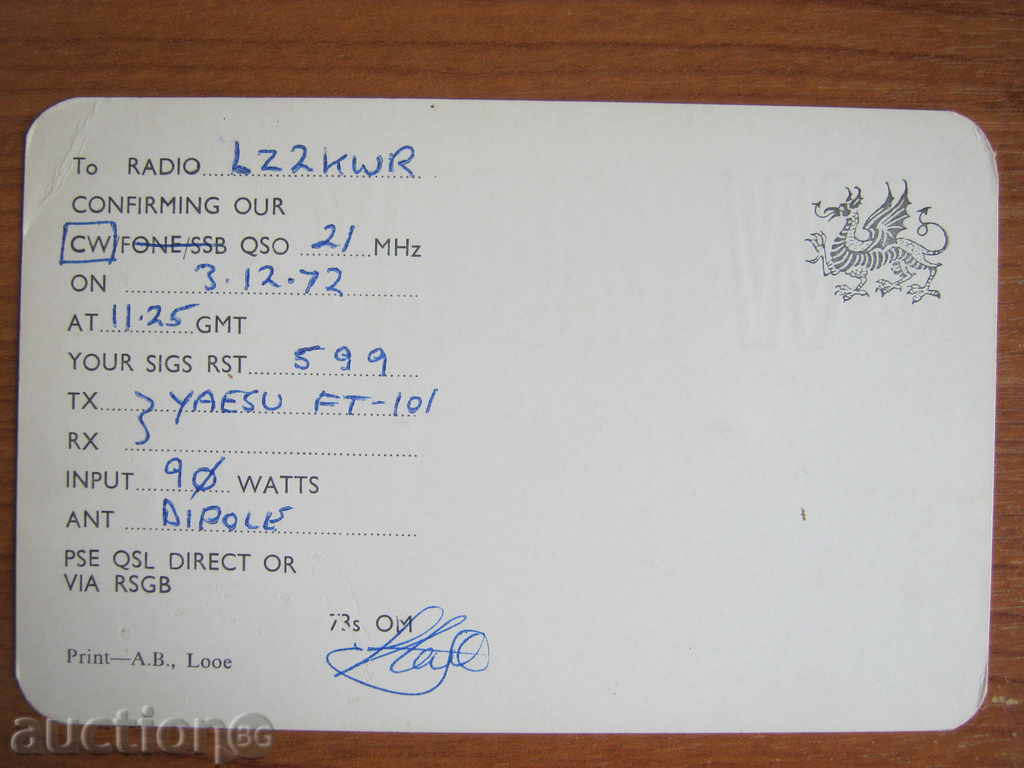 To RADIO LZ2KWR
CONFIRMING OUR
CW/FONE/SSB QSO 21 MHz
ON 3.12.72
AT 11.25 GMT
YOUR SIGS RST 599
TX } YAESU FT-101
RX
INPUT 90 WATTS
ANT DIPOLE
PSE QSL DIRECT OR
VIA RSGB
73s OM
Print—A.B., Looe
auction BG